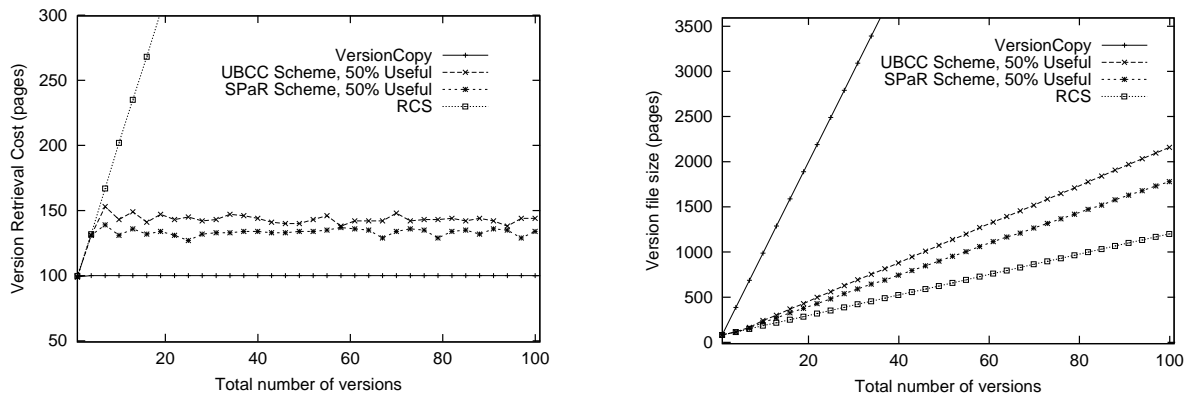 300
250
200
150
100
50
Version Retrieval Cost (pages)
VersionCopy
UBCC Scheme, 50% Useful
SPaR Scheme, 50% Useful
RCS
20 40 60 80 100
Total number of versions
3500
3000
2500
2000
1500
1000
500
0
Version file size (pages)
VersionCopy
UBCC Scheme, 50% Useful
SPaR Scheme, 50% Useful
RCS
20 40 60 80 100
Total number of versions